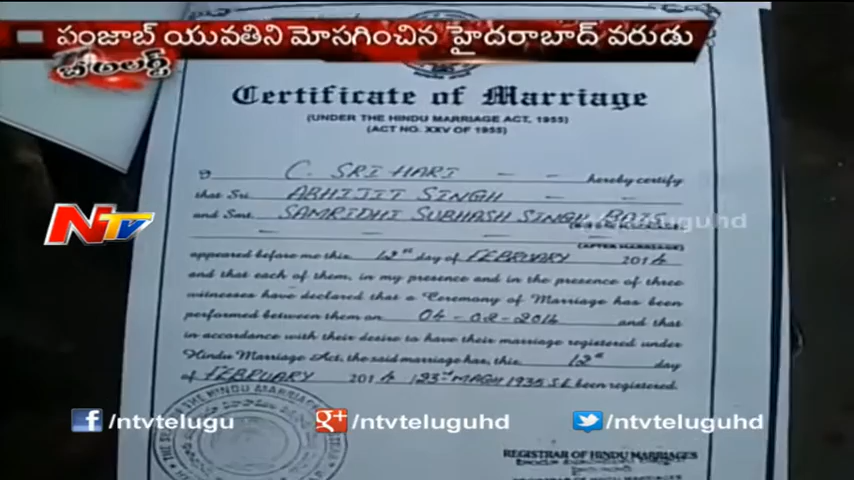 పంజాబ్ యువతిని మోసగించిన హైదరాబాద్ వరుడు
Certificate of Marriage
(UNDER THE HINDU MARRIAGE ACT, 1955)
(ACT NO. XXV OF 1955)
I C. SRI HARI hereby certify
that Sri ABHIJIT SINGH
and Smt. SAMRIDHI SUBHASH SINGH BAIS
(AFTER MARRIAGE)
appeared before me this 12th day of FEBRUARY 2014
and that each of them, in my presence and in the presence of three
witnesses have declared that a Ceremony of Marriage has been
performed between them on 04-02-2014 and that
in accordance with their desire to have their marriage registered under
Hindu Marriage Act, the said marriage has, this 12th day
of FEBRUARY 2014 (23rd MAGH 1935 S.E been registered.
NTV
/ntvtelugu
/ntvteluguhd
/ntvteluguhd
REGISTRAR OF HINDU MARRIAGES